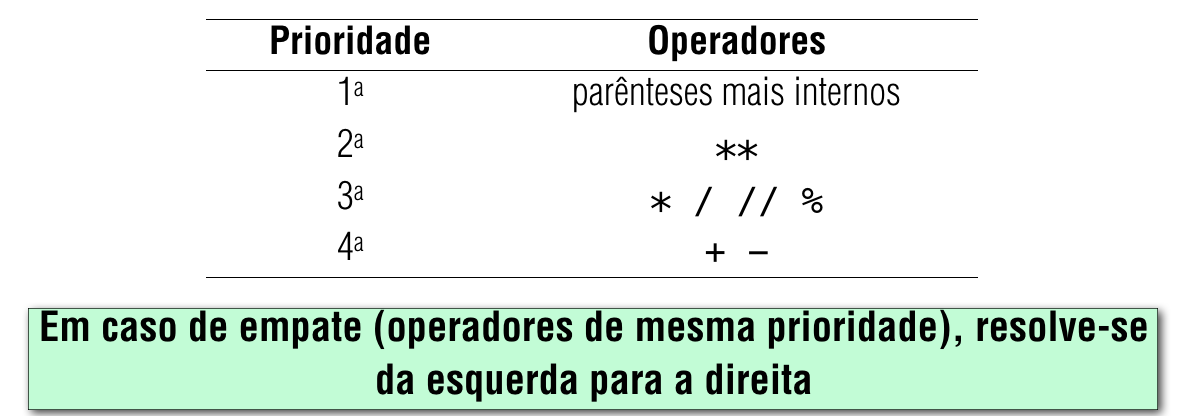 Prioridade Operadores
1ª parênteses mais internos
2ª **
3ª * / // %
4ª + −
Em caso de empate (operadores de mesma prioridade), resolve-se
da esquerda para a direita